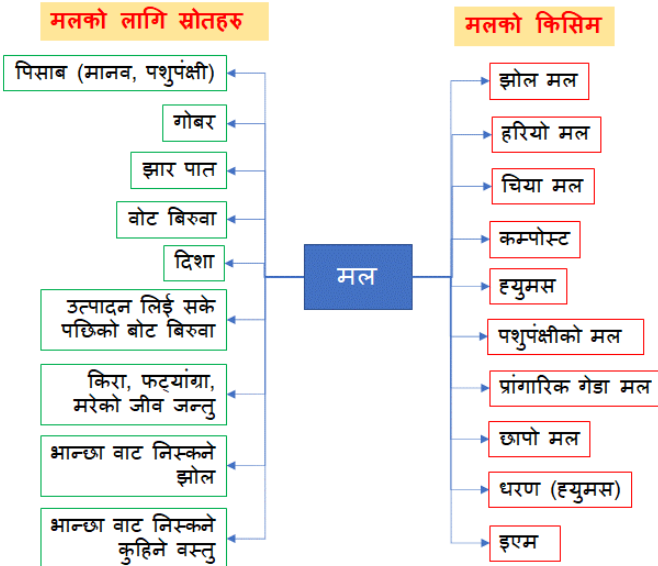 मलको लागि स्रोतहरु
पिसाब (मानव, पशुपंक्षी)
गोबर
झार पात
वोट बिरुवा
दिशा
उत्पादन लिई सके
पछिको बोट बिरुवा
किरा, फट्यांग्रा,
मरेको जीव जन्तु
भान्छा वाट निस्कने
झोल
भान्छा वाट निस्कने
कुहिने वस्तु
मल
मलको किसिम
झोल मल
हरियो मल
चिया मल
कम्पोस्ट
ह्युमस
पशुपंक्षीको मल
प्रांगारिक गेडा मल
छापो मल
धरण (ह्युमस)
इएम